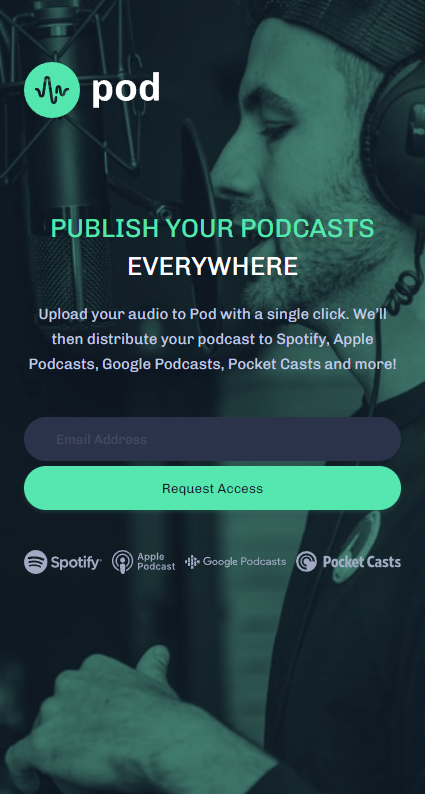 pod
PUBLISH YOUR PODCASTS
EVERYWHERE
Upload your audio to Pod with a single click. We’ll
then distribute your podcast to Spotify, Apple
Podcasts, Google Podcasts, Pocket Casts and more!
Email Address
Request Access
Spotify
Apple
Podcast
Google Podcasts
Pocket Casts